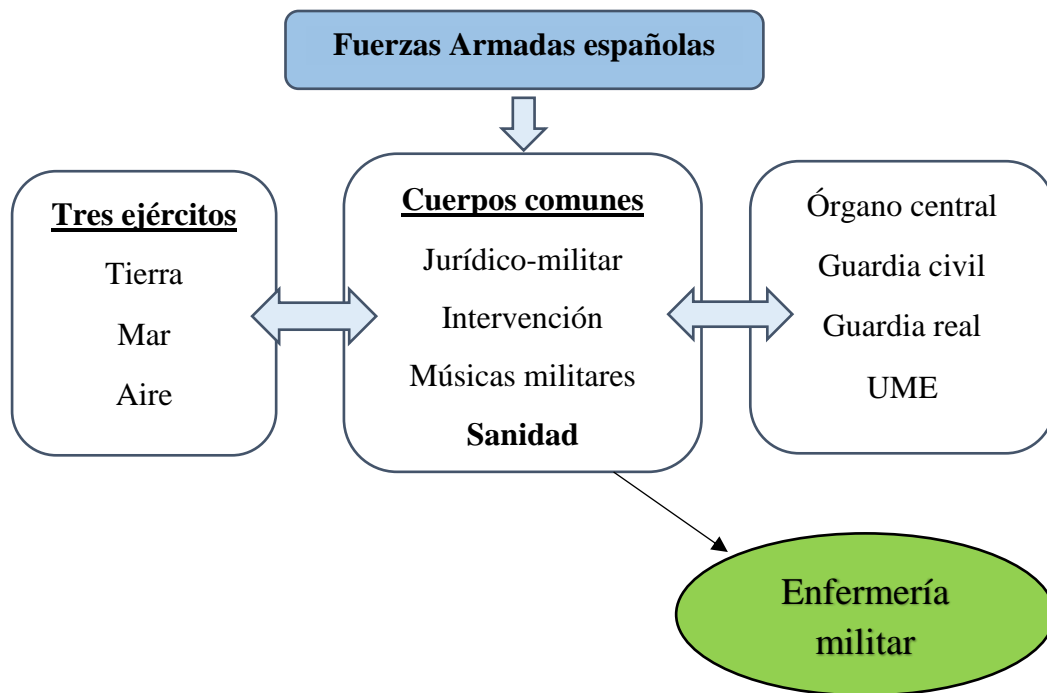 Fuerzas Armadas españolas
Tres ejércitos
Tierra
Mar
Aire
Cuerpos comunes
Jurídico-militar
Intervención
Músicas militares
Sanidad
Órgano central
Guardia civil
Guardia real
UME
Enfermería
militar